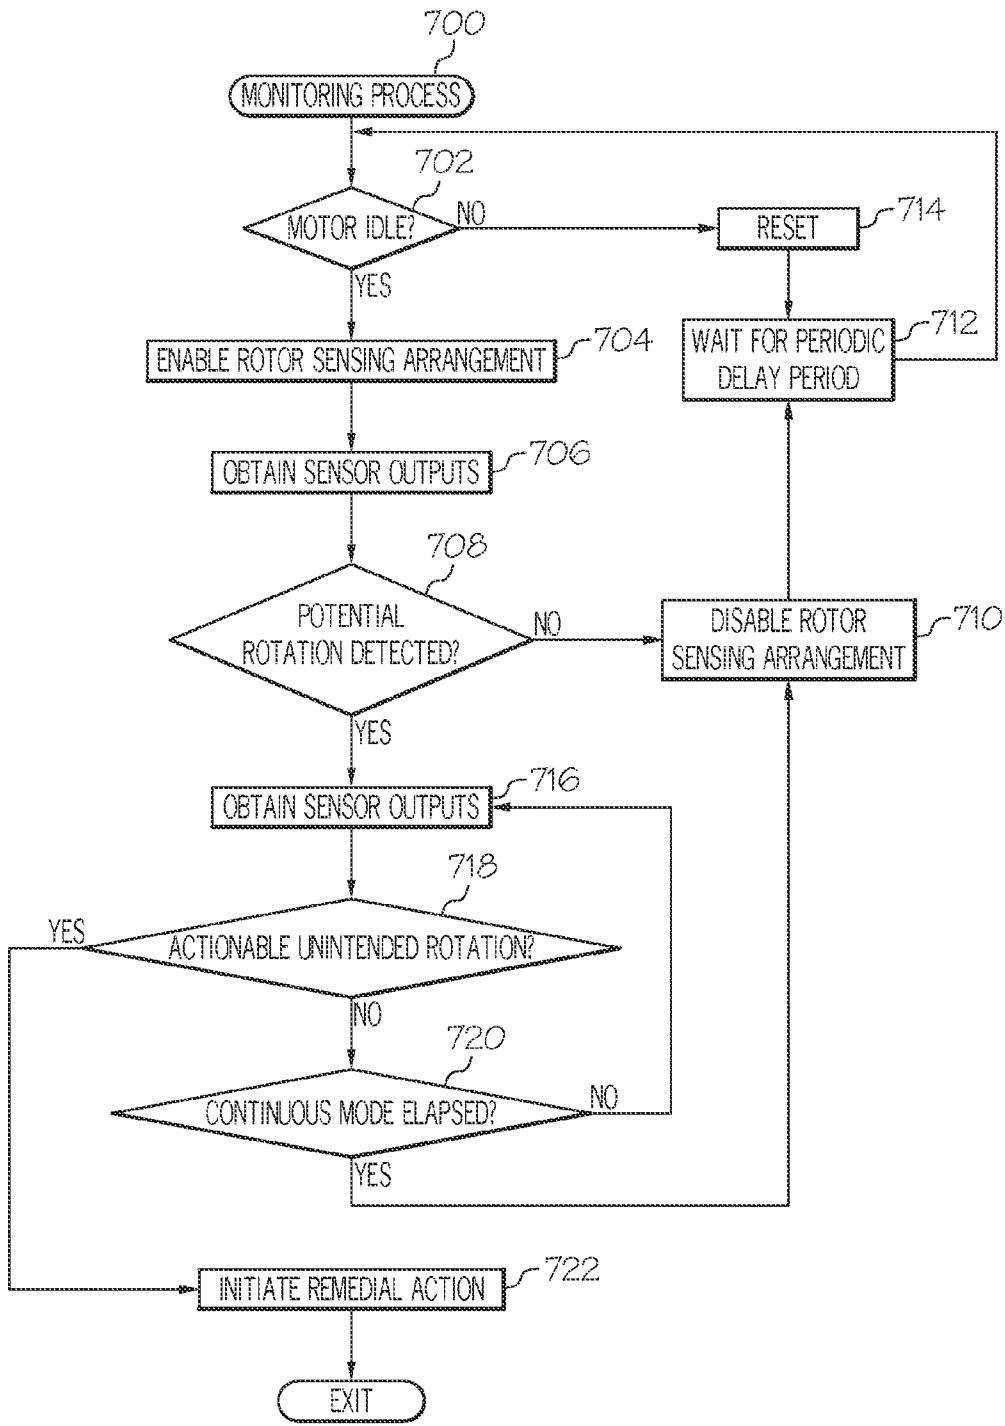 700
MONITORING PROCESS
702
MOTOR IDLE?
NO
YES
RESET
714
WAIT FOR PERIODIC
DELAY PERIOD
712
ENABLE ROTOR SENSING ARRANGEMENT
704
OBTAIN SENSOR OUTPUTS
706
708
POTENTIAL
ROTATION DETECTED?
NO
YES
DISABLE ROTOR
SENSING ARRANGEMENT
710
OBTAIN SENSOR OUTPUTS
716
718
YES
ACTIONABLE UNINTENDED ROTATION?
NO
720
CONTINUOUS MODE ELAPSED?
NO
YES
INITIATE REMEDIAL ACTION
722
EXIT